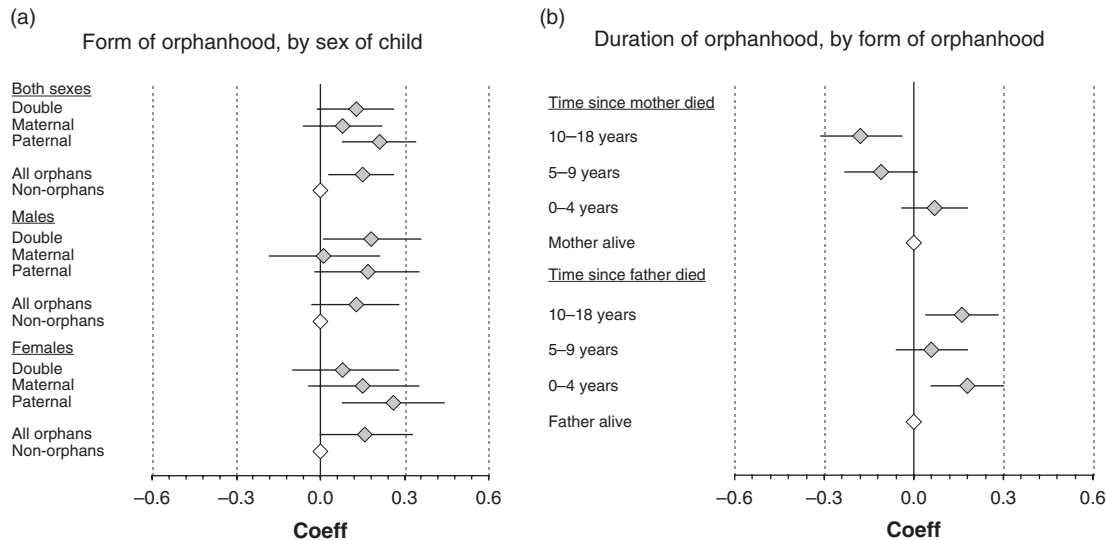 (a)
Form of orphanhood, by sex of child
Both sexes
Double
Maternal
Paternal
All orphans
Non-orphans
Males
Double
Maternal
Paternal
All orphans
Non-orphans
Females
Double
Maternal
Paternal
All orphans
Non-orphans
−0.6 −0.3 0.0 0.3 0.6
Coeff
(b)
Duration of orphanhood, by form of orphanhood
Time since mother died
10–18 years
5–9 years
0–4 years
Mother alive
Time since father died
10–18 years
5–9 years
0–4 years
Father alive
−0.6 −0.3 0.0 0.3 0.6
Coeff